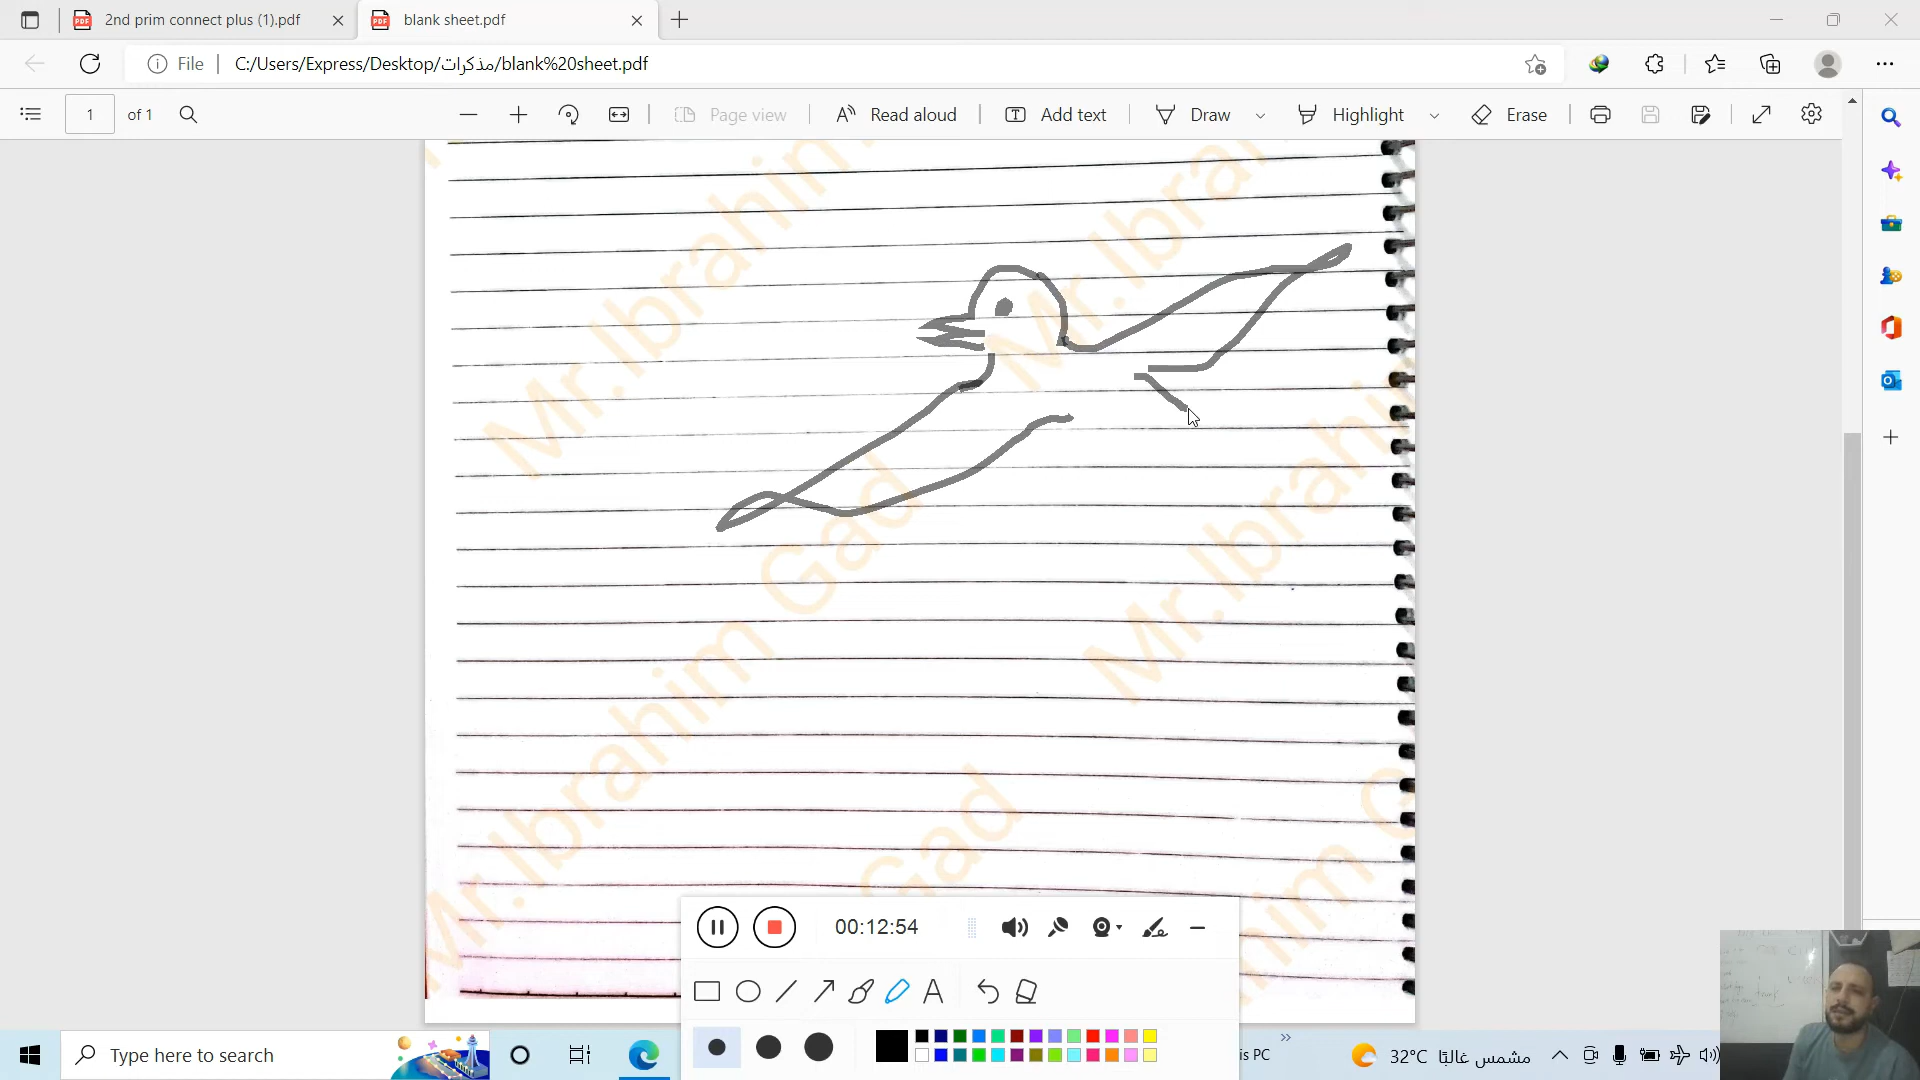 2nd prim connect plus (1).pdf
blank sheet.pdf
File
C:/Users/Express/Desktop/مذكرات/blank%20sheet.pdf
1
of 1
Page view
Read aloud
Add text
Draw
Highlight
Erase
Mr.Ibrahim Gad
Mr.Ibrahim
Mr.Ibrahim Gad
Mr.Ibrahim G
00:12:54
Type here to search
is PC
32°C مشمس غالبًا